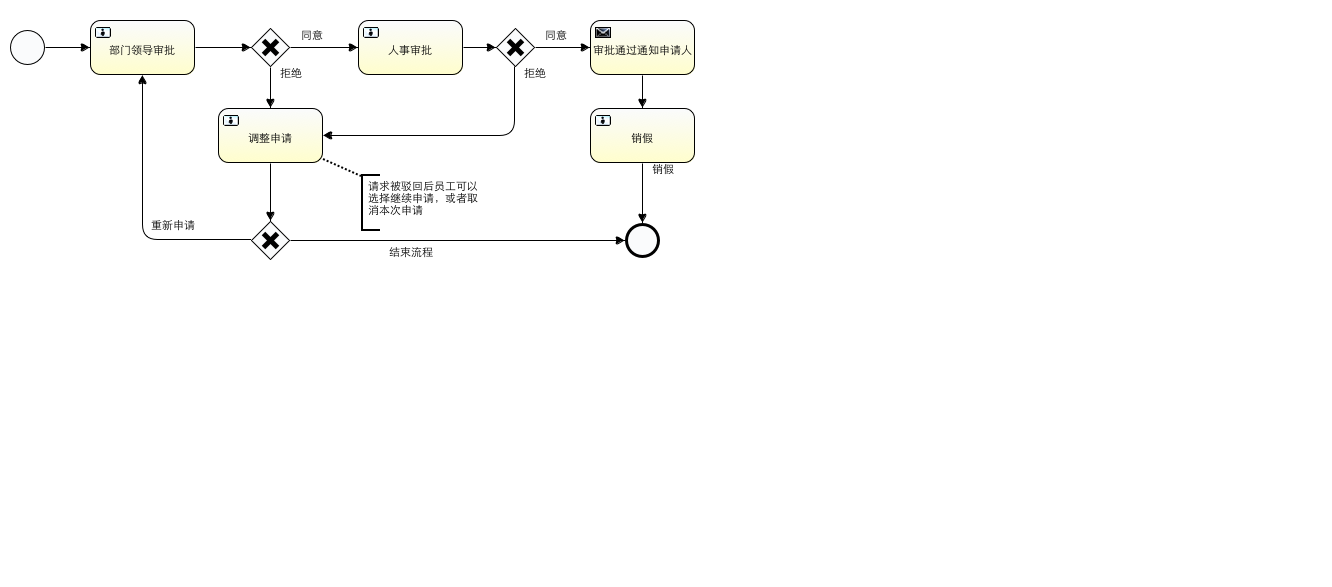 部门领导审批
同意
人事审批
同意
审批通过通知申请人
拒绝
拒绝
调整申请
销假
销假
请求被驳回后员工可以
选择继续申请，或者取
消本次申请
重新申请
结束流程